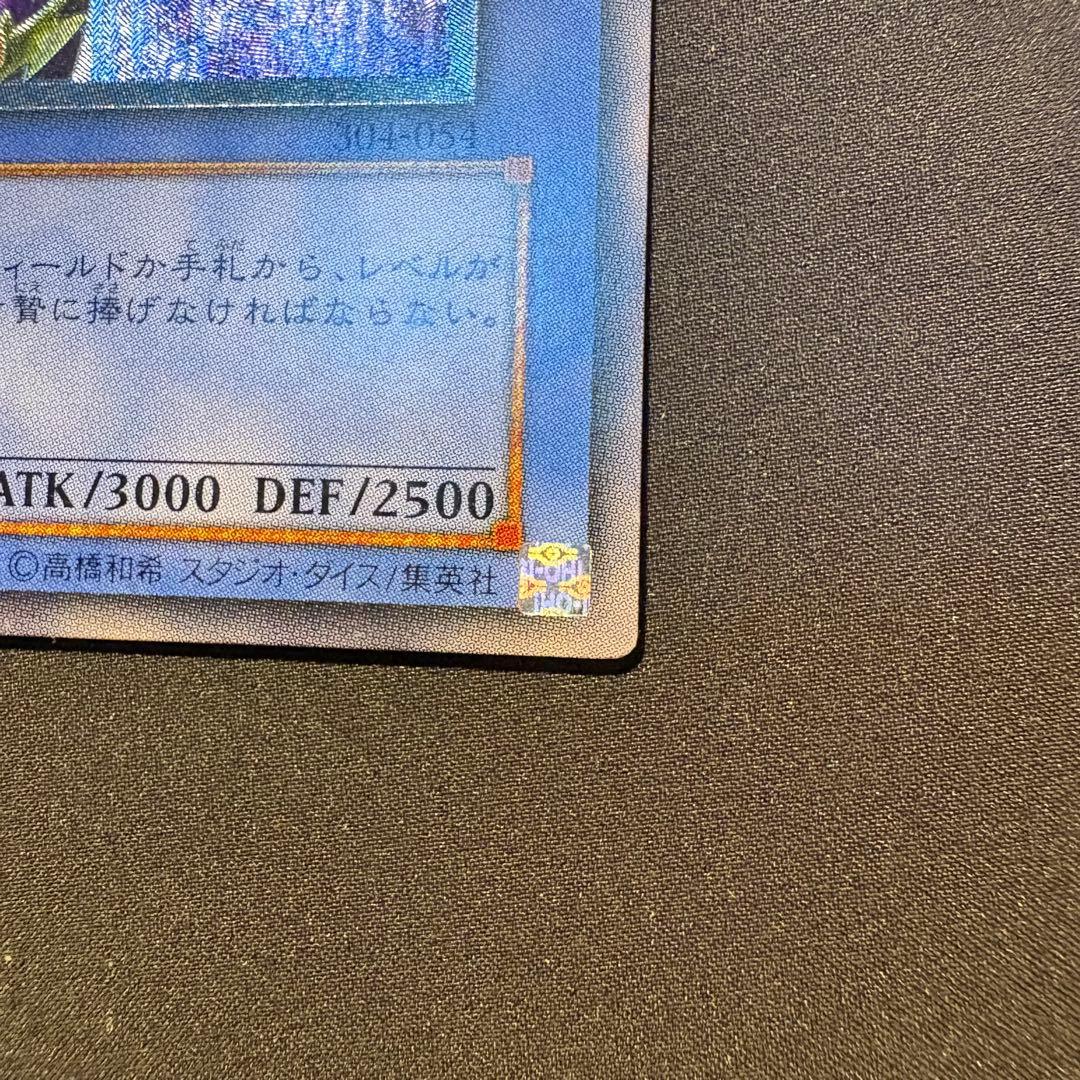 304-054
ィールドか手札から、レベルが
贄に捧げなければならない。
ATK/3000 DEF/2500
©高橋和希 スタジオ・ダイス/集英社